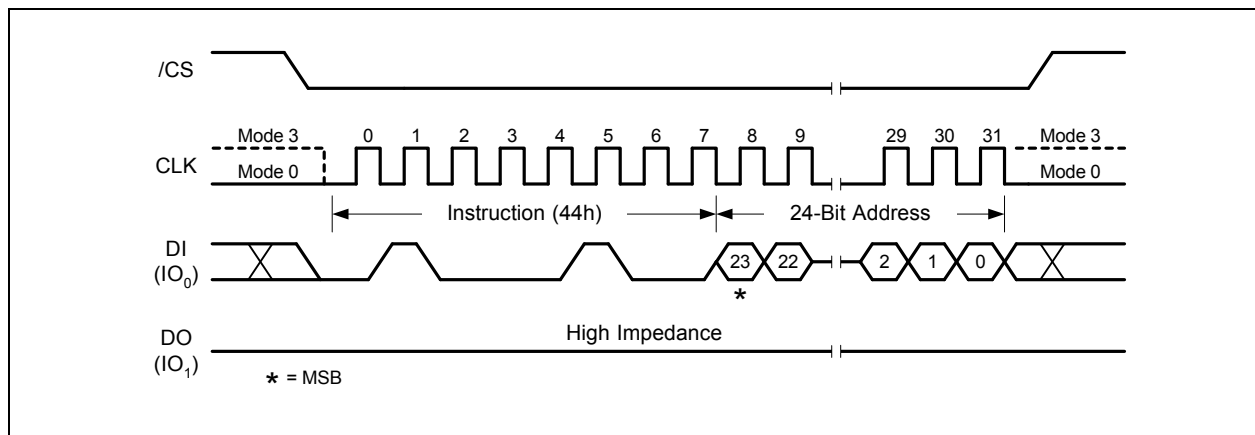 /CS
Mode 3 0 1 2 3 4 5 6 7 8 9 29 30 31 Mode 3
CLK
Mode 0 Mode 0
Instruction (44h) 24-Bit Address
DI
(IO0)
23 22 2 1 0
*
DO
(IO1)
High Impedance
* = MSB